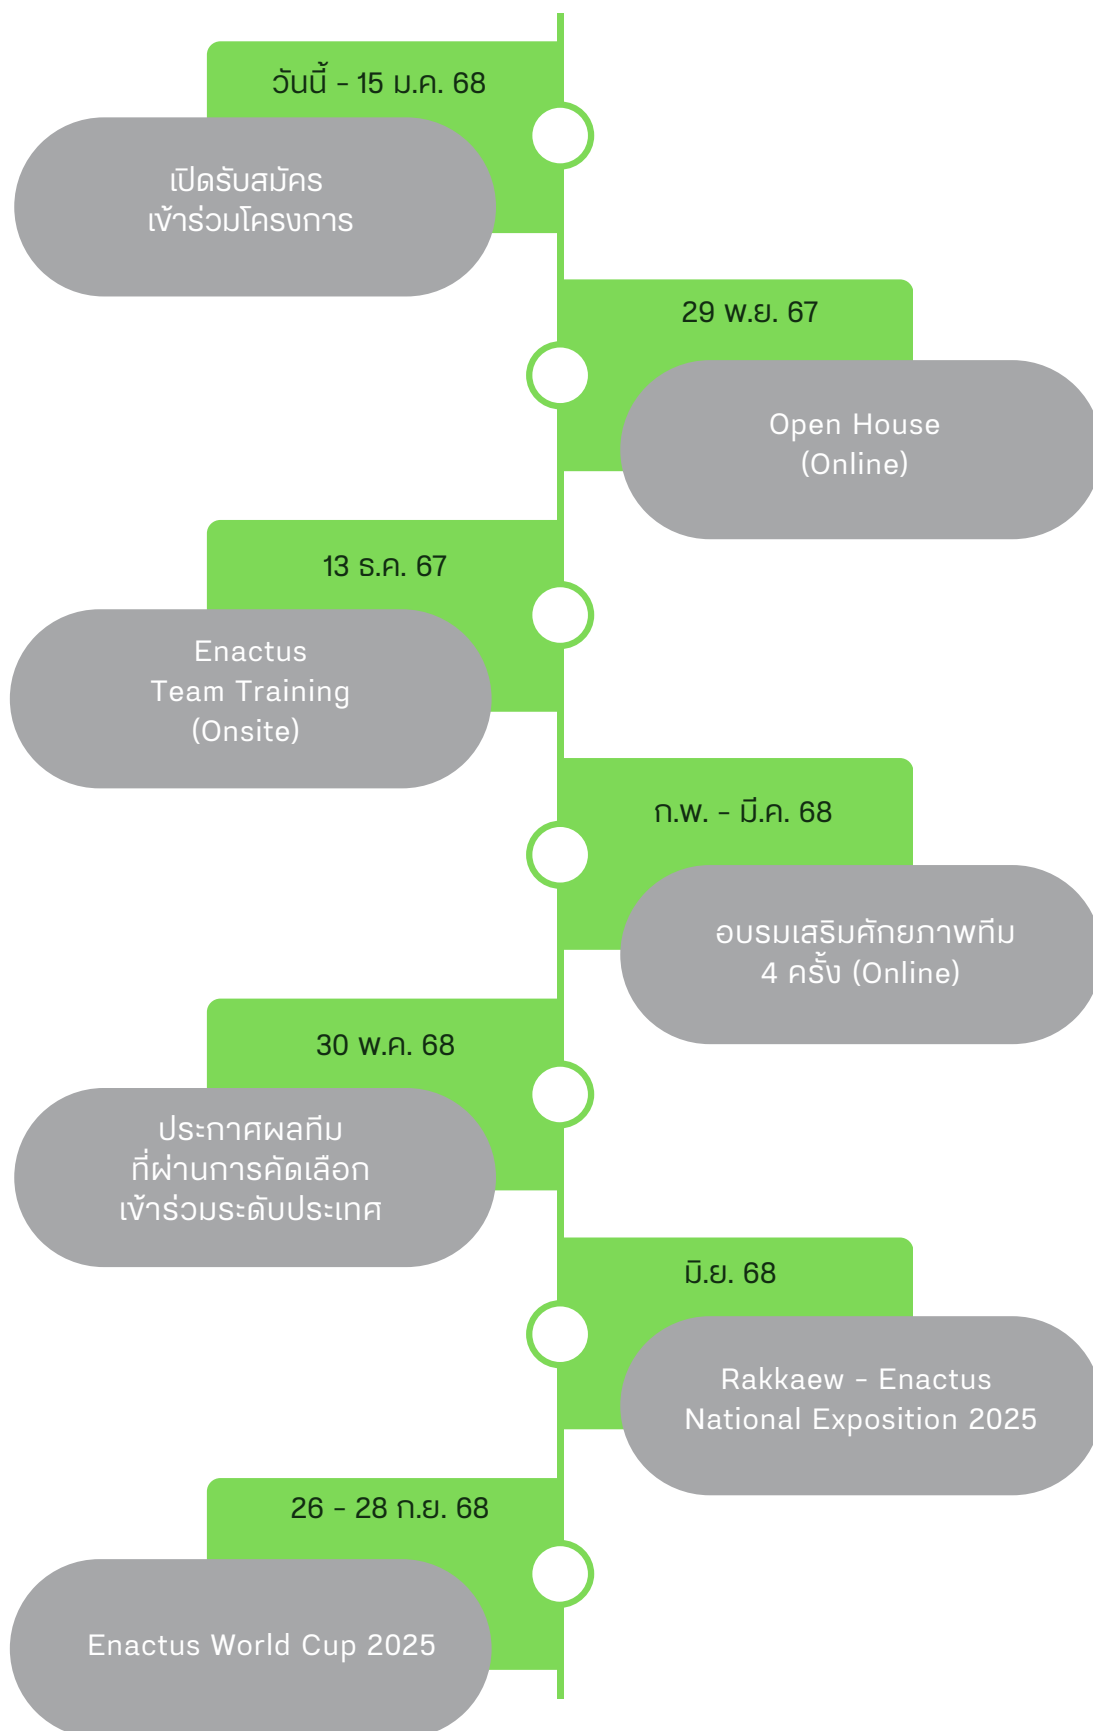 วันนี้ - 15 ม.ค. 68
เปิดรับสมัคร
เข้าร่วมโครงการ
29 พ.ย. 67
Open House
(Online)
13 ธ.ค. 67
Enactus
Team Training
(Onsite)
ก.พ. - มี.ค. 68
อบรมเสริมศักยภาพทีม
4 ครั้ง (Online)
30 พ.ค. 68
ประกาศผลทีม
ที่ผ่านการคัดเลือก
เข้าร่วมระดับประเทศ
มิ.ย. 68
Rakkaew - Enactus
National Exposition 2025
26 - 28 ก.ย. 68
Enactus World Cup 2025